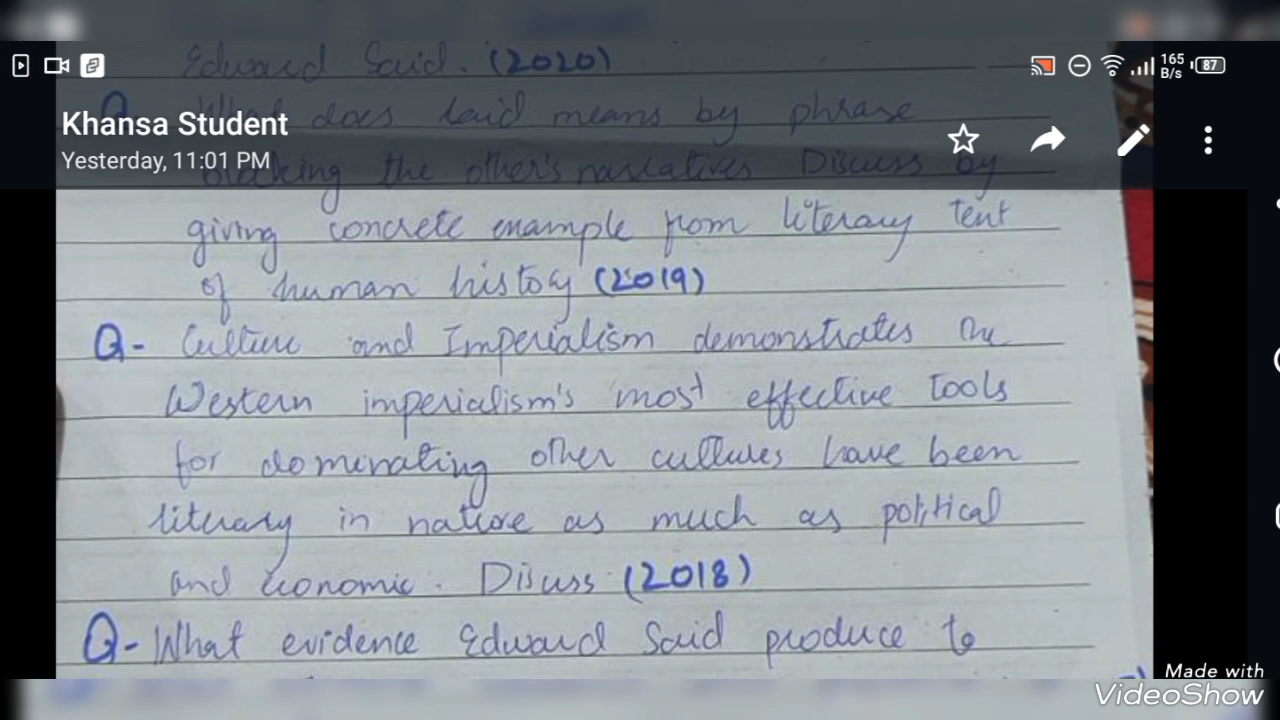 Edward Said. (2020)
165
B/s
87
Q- What does Said means by phrase
Khansa Student
Yesterday, 11:01 PM
blocking the other's narratives Discuss by
giving concrete example from literary text
of human history (2019)
Q- Culture and Imperialism demonstrates the
Western imperialism's most effective tools
for dominating other cultures have been
literary in nature as much as political
and economic. Discuss (2018)
Q- What evidence Edward Said produce to
Made with
VideoShow